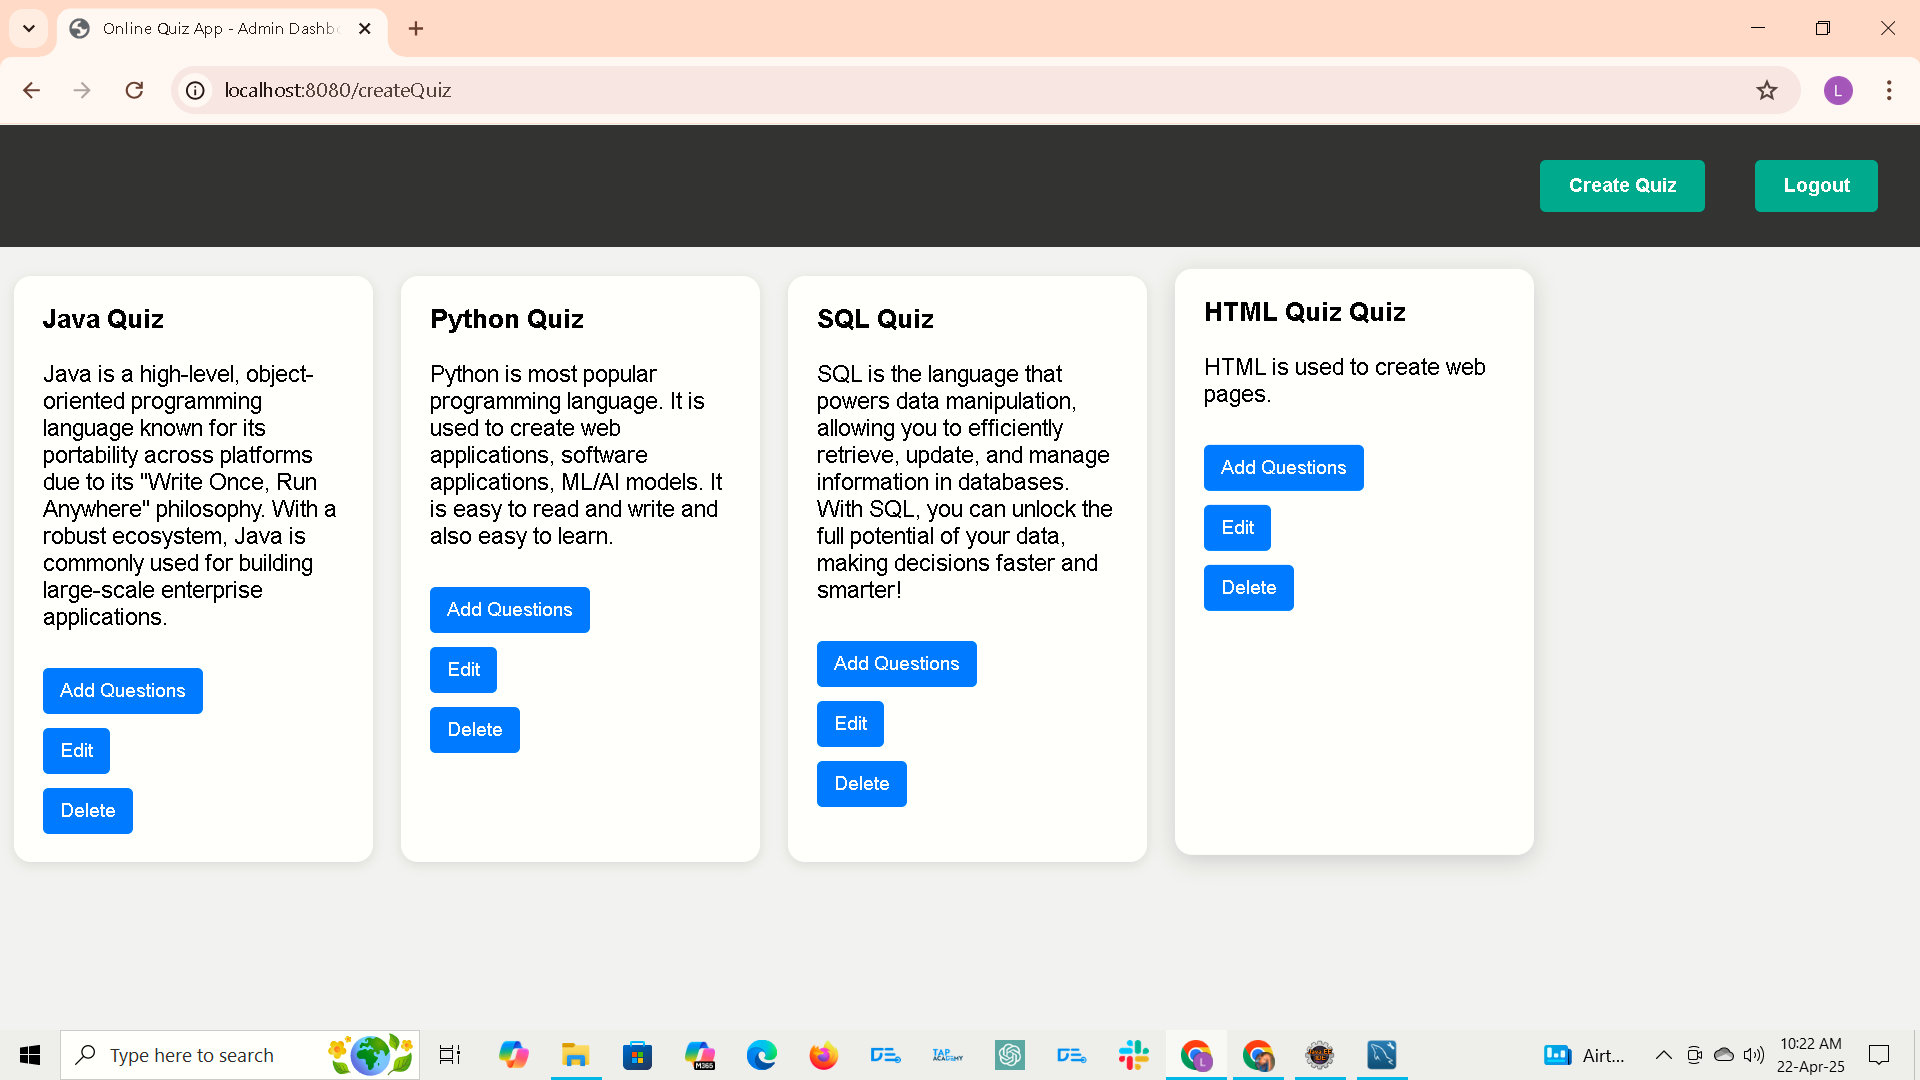 Online Quiz App - Admin Dashb
localhost:8080/createQuiz
L
Create Quiz
Logout
Java Quiz
Java is a high-level, object-
oriented programming
language known for its
portability across platforms
due to its "Write Once, Run
Anywhere" philosophy. With a
robust ecosystem, Java is
commonly used for building
large-scale enterprise
applications.
Add Questions
Edit
Delete
Python Quiz
Python is most popular
programming language. It is
used to create web
applications, software
applications, ML/AI models. It
is easy to read and write and
also easy to learn.
Add Questions
Edit
Delete
SQL Quiz
SQL is the language that
powers data manipulation,
allowing you to efficiently
retrieve, update, and manage
information in databases.
With SQL, you can unlock the
full potential of your data,
making decisions faster and
smarter!
Add Questions
Edit
Delete
HTML Quiz Quiz
HTML is used to create web
pages.
Add Questions
Edit
Delete
Type here to search
M365
TAP
ACADEMY
L
Java EE
IDE
Airt...
10:22 AM
22-Apr-25